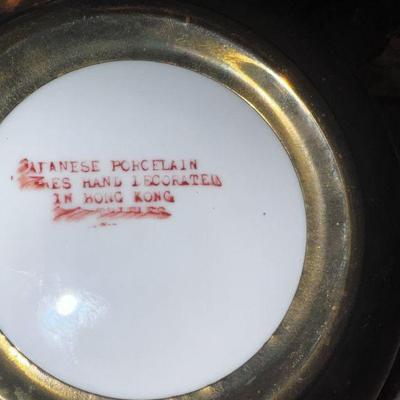 JAPANESE PORCELAIN
HAND DECORATED
IN HONG KONG